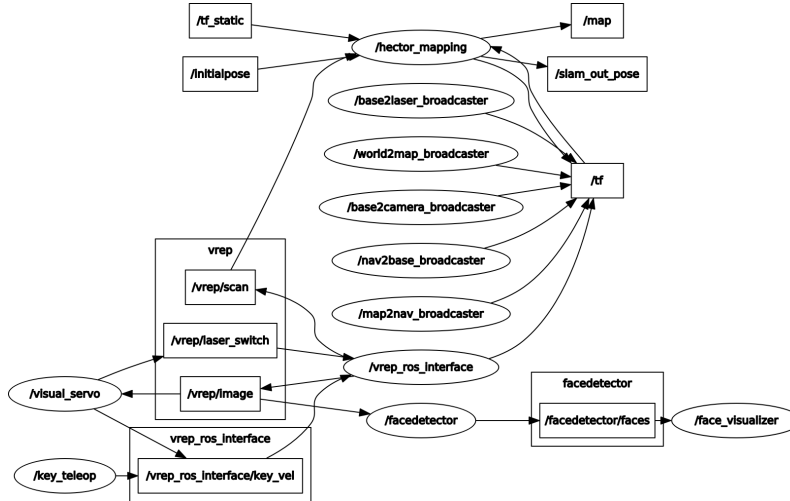 /tf_static
/map
/hector_mapping
/initialpose
/slam_out_pose
/base2laser_broadcaster
/world2map_broadcaster
/tf
/base2camera_broadcaster
vrep
/nav2base_broadcaster
/vrep/scan
/map2nav_broadcaster
/vrep/laser_switch
/vrep_ros_interface
facedetector
/visual_servo
/vrep/image
/facedetector
/facedetector/faces
/face_visualizer
vrep_ros_interface
/key_teleop
/vrep_ros_interface/key_vel